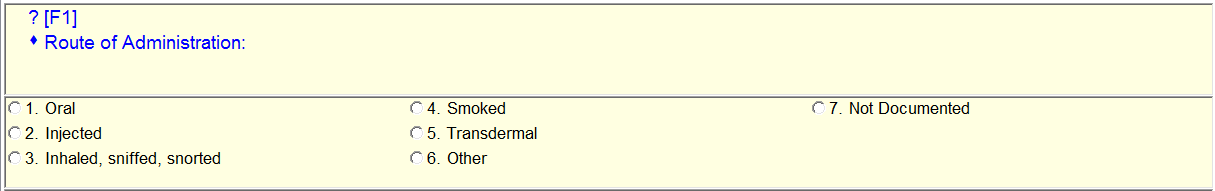 ? [F1]
♦ Route of Administration:
1. Oral
2. Injected
3. Inhaled, sniffed, snorted
4. Smoked
5. Transdermal
6. Other
7. Not Documented